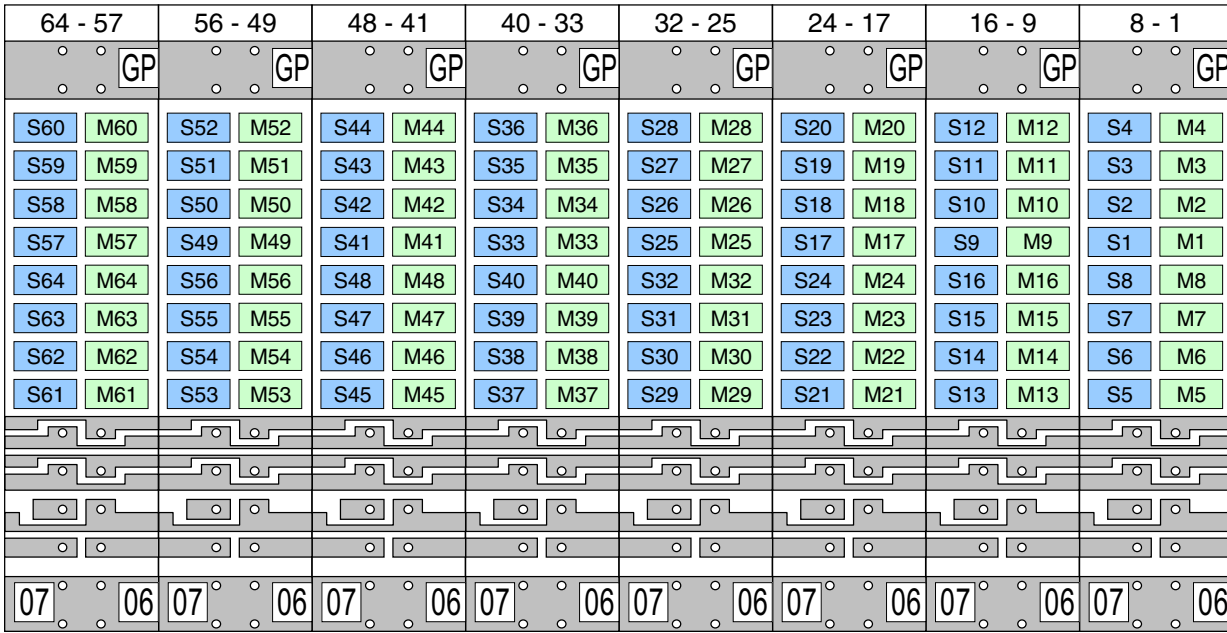 64 - 57 56 - 49 48 - 41 40 - 33 32 - 25 24 - 17 16 - 9 8 - 1
GP GP GP GP GP GP GP GP
S60 M60 S52 M52 S44 M44 S36 M36 S28 M28 S20 M20 S12 M12 S4 M4
S59 M59 S51 M51 S43 M43 S35 M35 S27 M27 S19 M19 S11 M11 S3 M3
S58 M58 S50 M50 S42 M42 S34 M34 S26 M26 S18 M18 S10 M10 S2 M2
S57 M57 S49 M49 S41 M41 S33 M33 S25 M25 S17 M17 S9 M9 S1 M1
S64 M64 S56 M56 S48 M48 S40 M40 S32 M32 S24 M24 S16 M16 S8 M8
S63 M63 S55 M55 S47 M47 S39 M39 S31 M31 S23 M23 S15 M15 S7 M7
S62 M62 S54 M54 S46 M46 S38 M38 S30 M30 S22 M22 S14 M14 S6 M6
S61 M61 S53 M53 S45 M45 S37 M37 S29 M29 S21 M21 S13 M13 S5 M5
07 06 07 06 07 06 07 06 07 06 07 06 07 06 07 06